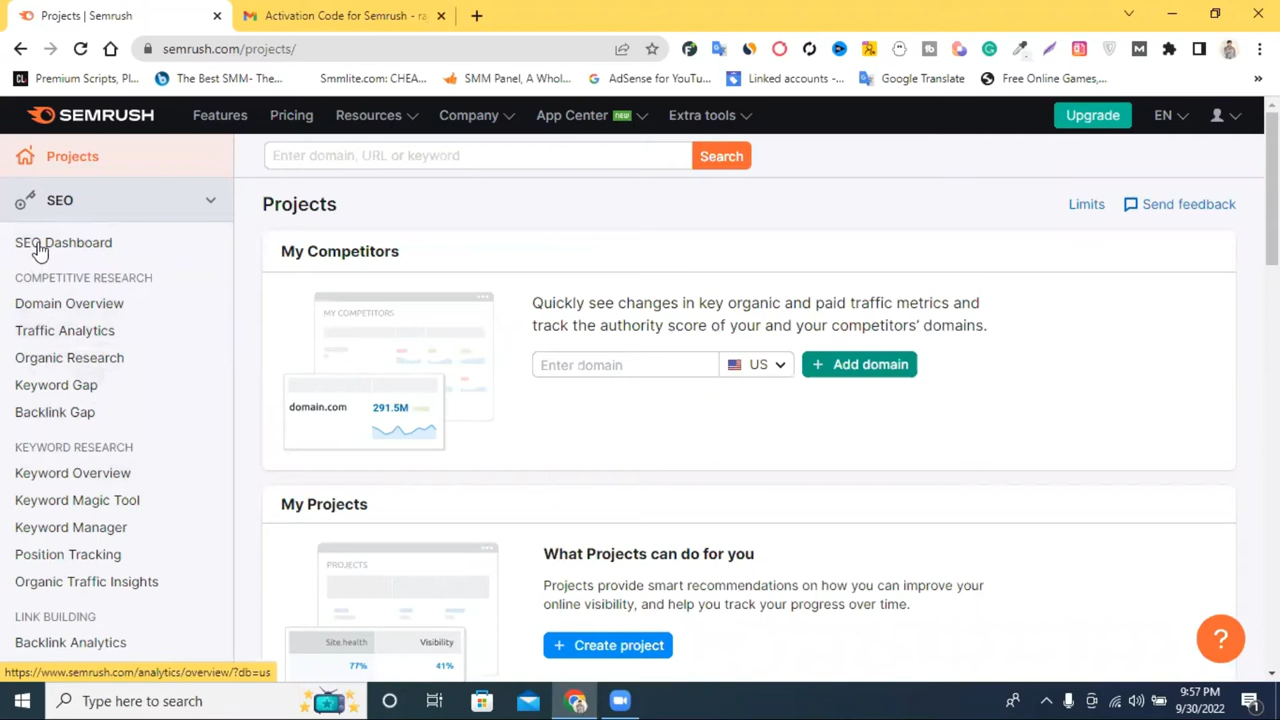 Projects | Semrush
Activation Code for Semrush - ra
semrush.com/projects/
Premium Scripts, Pl...
The Best SMM- The...
Smmlite.com: CHEA...
SMM Panel, A Whol...
AdSense for YouTu...
Linked accounts -...
Google Translate
Free Online Games,...
SEMRUSH
Features
Pricing
Resources
Company
App Center NEW
Extra tools
Upgrade
EN
Projects
SEO
SEO Dashboard
COMPETITIVE RESEARCH
Domain Overview
Traffic Analytics
Organic Research
Keyword Gap
Backlink Gap
KEYWORD RESEARCH
Keyword Overview
Keyword Magic Tool
Keyword Manager
Position Tracking
Organic Traffic Insights
LINK BUILDING
Backlink Analytics
https://www.semrush.com/analytics/overview/?db=us
Enter domain, URL or keyword
Search
Projects
Limits
Send feedback
My Competitors
MY COMPETITORS
domain.com
291.5M
Quickly see changes in key organic and paid traffic metrics and
track the authority score of your and your competitors' domains.
Enter domain
US
+ Add domain
My Projects
PROJECTS
Site health
Visibility
77%
41%
What Projects can do for you
Projects provide smart recommendations on how you can improve your
online visibility, and help you track your progress over time.
+ Create project
?
Type here to search
9:57 PM
9/30/2022